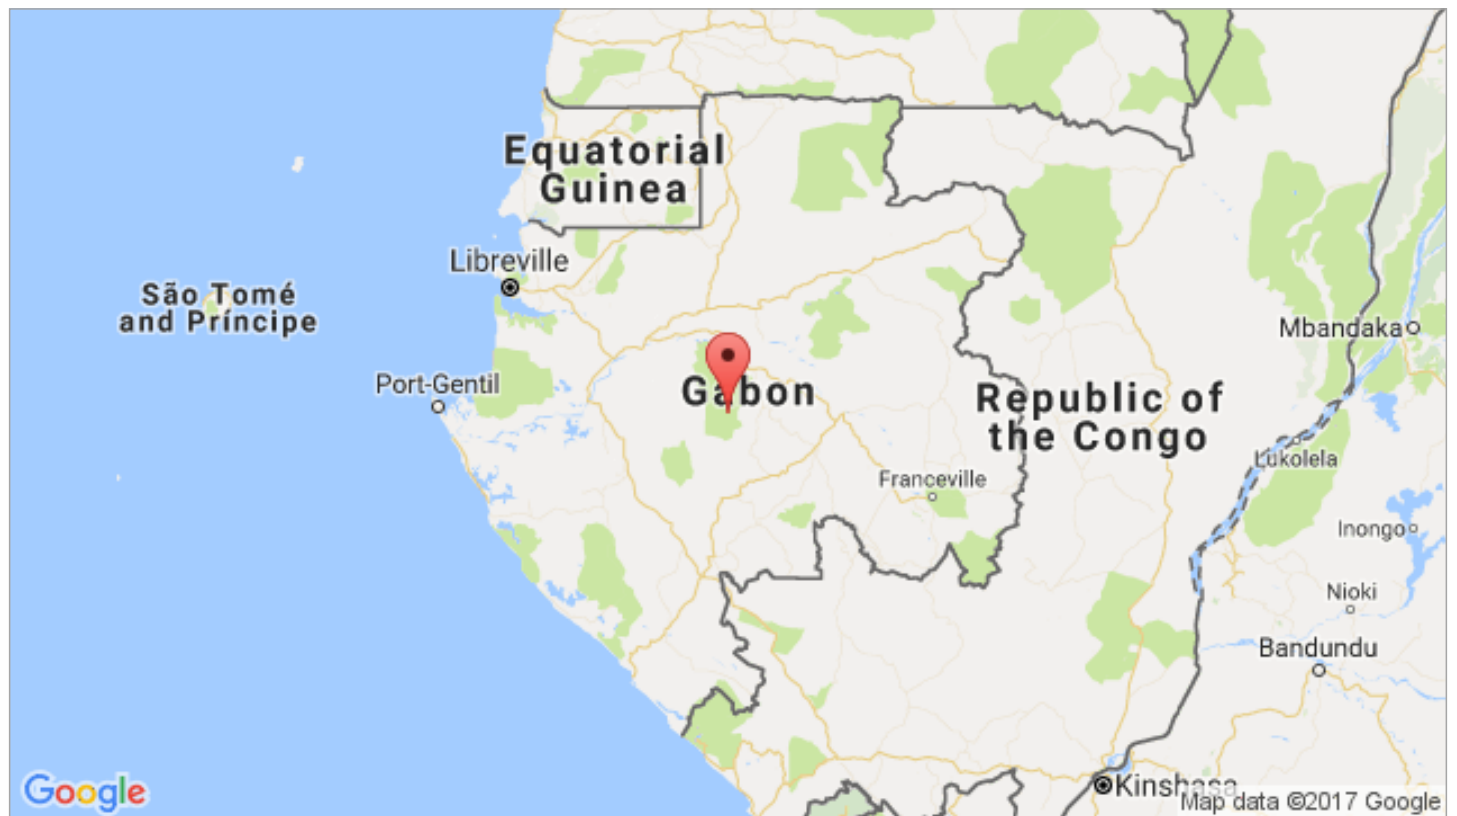 Equatorial
Guinea
Libreville
São Tomé
and Príncipe
Mbandaka
Port-Gentil
Gabon
Republic of
the Congo
Lukolela
Franceville
Inongo
Nioki
Bandundu
Kinshasa
Google
Map data ©2017 Google